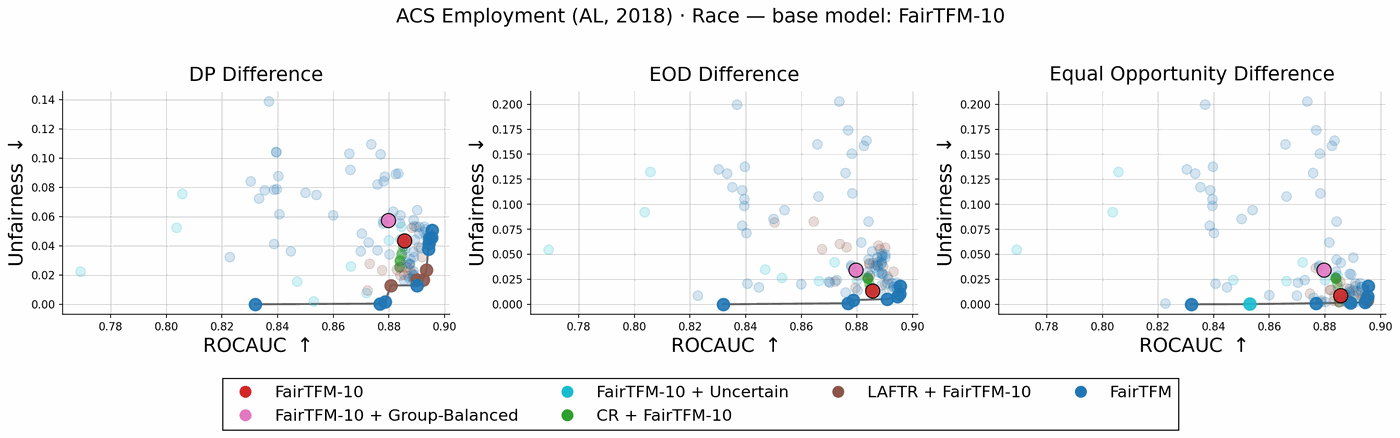 ACS Employment (AL, 2018) · Race — base model: FairTFM-10
DP Difference
EOD Difference
Equal Opportunity Difference
Unfairness ↓
0.14
0.12
0.10
0.08
0.06
0.04
0.02
0.00
0.78 0.80 0.82 0.84 0.86 0.88 0.90
ROCAUC ↑
Unfairness ↓
0.200
0.175
0.150
0.125
0.100
0.075
0.050
0.025
0.000
0.78 0.80 0.82 0.84 0.86 0.88 0.90
ROCAUC ↑
Unfairness ↓
0.200
0.175
0.150
0.125
0.100
0.075
0.050
0.025
0.000
0.78 0.80 0.82 0.84 0.86 0.88 0.90
ROCAUC ↑
FairTFM-10
FairTFM-10 + Group-Balanced
FairTFM-10 + Uncertain
CR + FairTFM-10
LAFTR + FairTFM-10
FairTFM